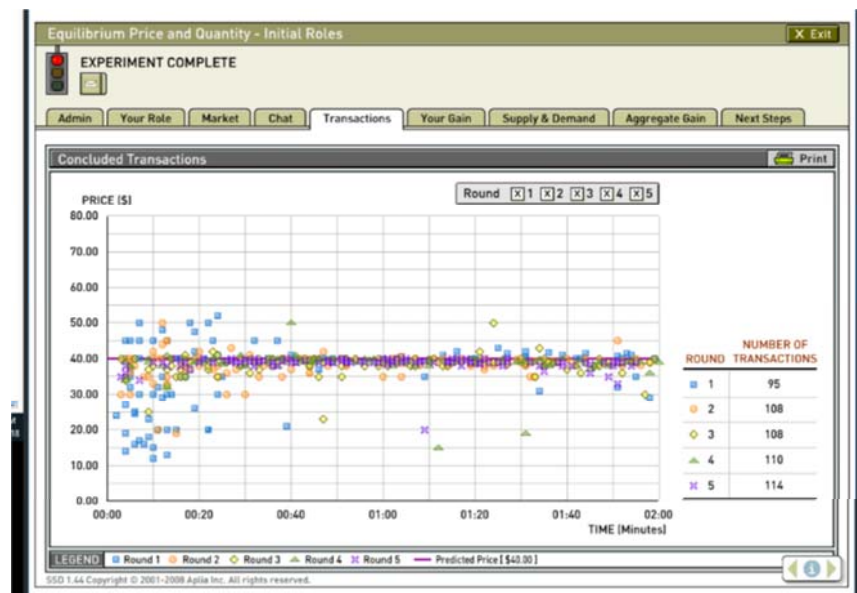 Equilibrium Price and Quantity - Initial Roles
X Exit
EXPERIMENT COMPLETE
Admin Your Role Market Chat Transactions Your Gain Supply & Demand Aggregate Gain Next Steps
Concluded Transactions
Print
Round X 1 X 2 X 3 X 4 X 5
PRICE [$]
80.00
70.00
60.00
50.00
40.00
30.00
20.00
10.00
0.00
00:00 00:20 00:40 01:00 01:20 01:40 02:00
TIME [Minutes]
NUMBER OF
ROUND TRANSACTIONS
1 95
2 108
3 108
4 110
5 114
LEGEND Round 1 Round 2 Round 3 Round 4 Round 5 Predicted Price [ $40.00 ]
SSD 1.44 Copyright © 2001-2008 Aplia Inc. All rights reserved.